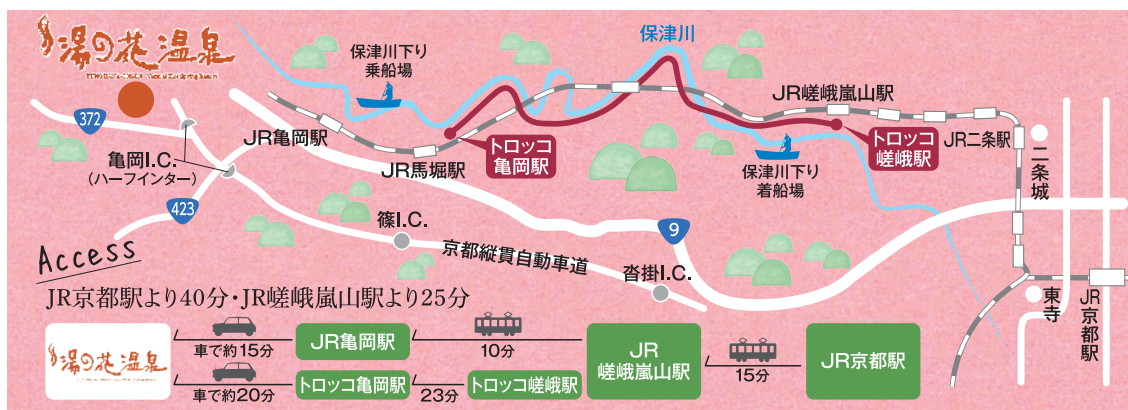 湯の花温泉
保津川下り
乗船場
保津川
372
亀岡I.C.
(ハーフインター)
JR亀岡駅
JR馬堀駅
トロッコ
亀岡駅
JR嵯峨嵐山駅
トロッコ
嵯峨駅
保津川下り
着船場
JR二条駅
二条城
423
篠I.C.
京都縦貫自動車道
9
沓掛I.C.
東寺
JR京都駅
Access
JR京都駅より40分・JR嵯峨嵐山駅より25分
湯の花温泉
車で約15分
JR亀岡駅
10分
JR
嵯峨嵐山駅
15分
JR京都駅
車で約20分
トロッコ亀岡駅
23分
トロッコ嵯峨駅